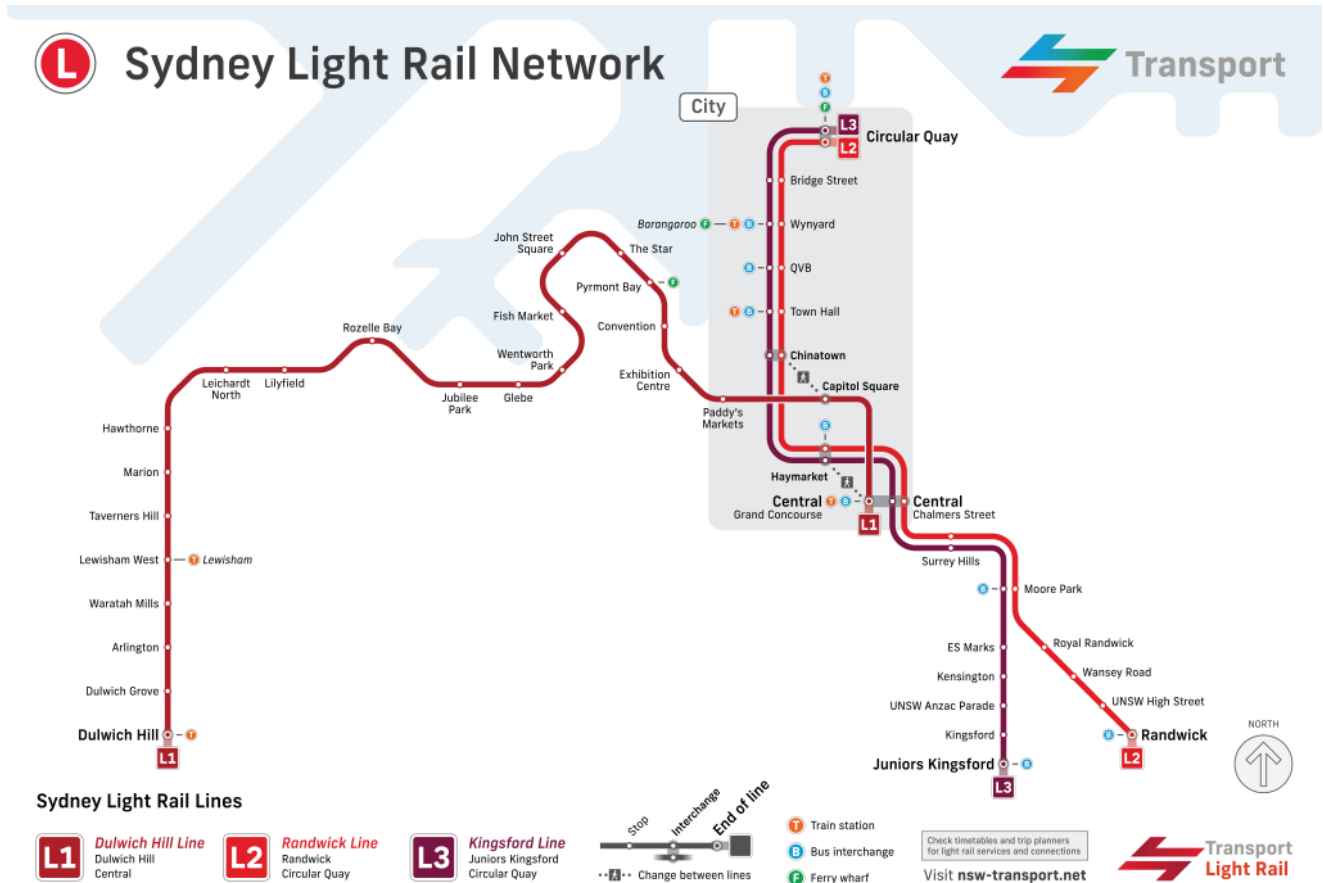 L
Sydney Light Rail Network
Transport
City
T
B
F
L3
L2
Circular Quay
Bridge Street
Barangaroo F T B Wynyard
B QVB
T B Town Hall
Chinatown
Capitol Square
John Street
Square
The Star
Pyrmont Bay F
Fish Market
Convention
Wentworth
Park
Exhibition
Centre
Paddy's
Markets
Rozelle Bay
Leichardt
North
Lilyfield
Jubilee
Park
Glebe
Hawthorne
Marion
Taverners Hill
Lewisham West T Lewisham
Waratah Mills
Arlington
Dulwich Grove
Dulwich Hill T
L1
B
Haymarket
Central T B
Grand Concourse
L1
Central
Chalmers Street
Surrey Hills
B Moore Park
ES Marks
Kensington
UNSW Anzac Parade
Kingsford
Juniors Kingsford B
L3
Royal Randwick
Wansey Road
UNSW High Street
B Randwick
L2
NORTH
Sydney Light Rail Lines
L1
Dulwich Hill Line
Dulwich Hill
Central
L2
Randwick Line
Randwick
Circular Quay
L3
Kingsford Line
Juniors Kingsford
Circular Quay
Stop
Interchange
End of line
Change between lines
T Train station
B Bus interchange
F Ferry wharf
Check timetables and trip planners
for light rail services and connections
Visit nsw-transport.net
Transport
Light Rail